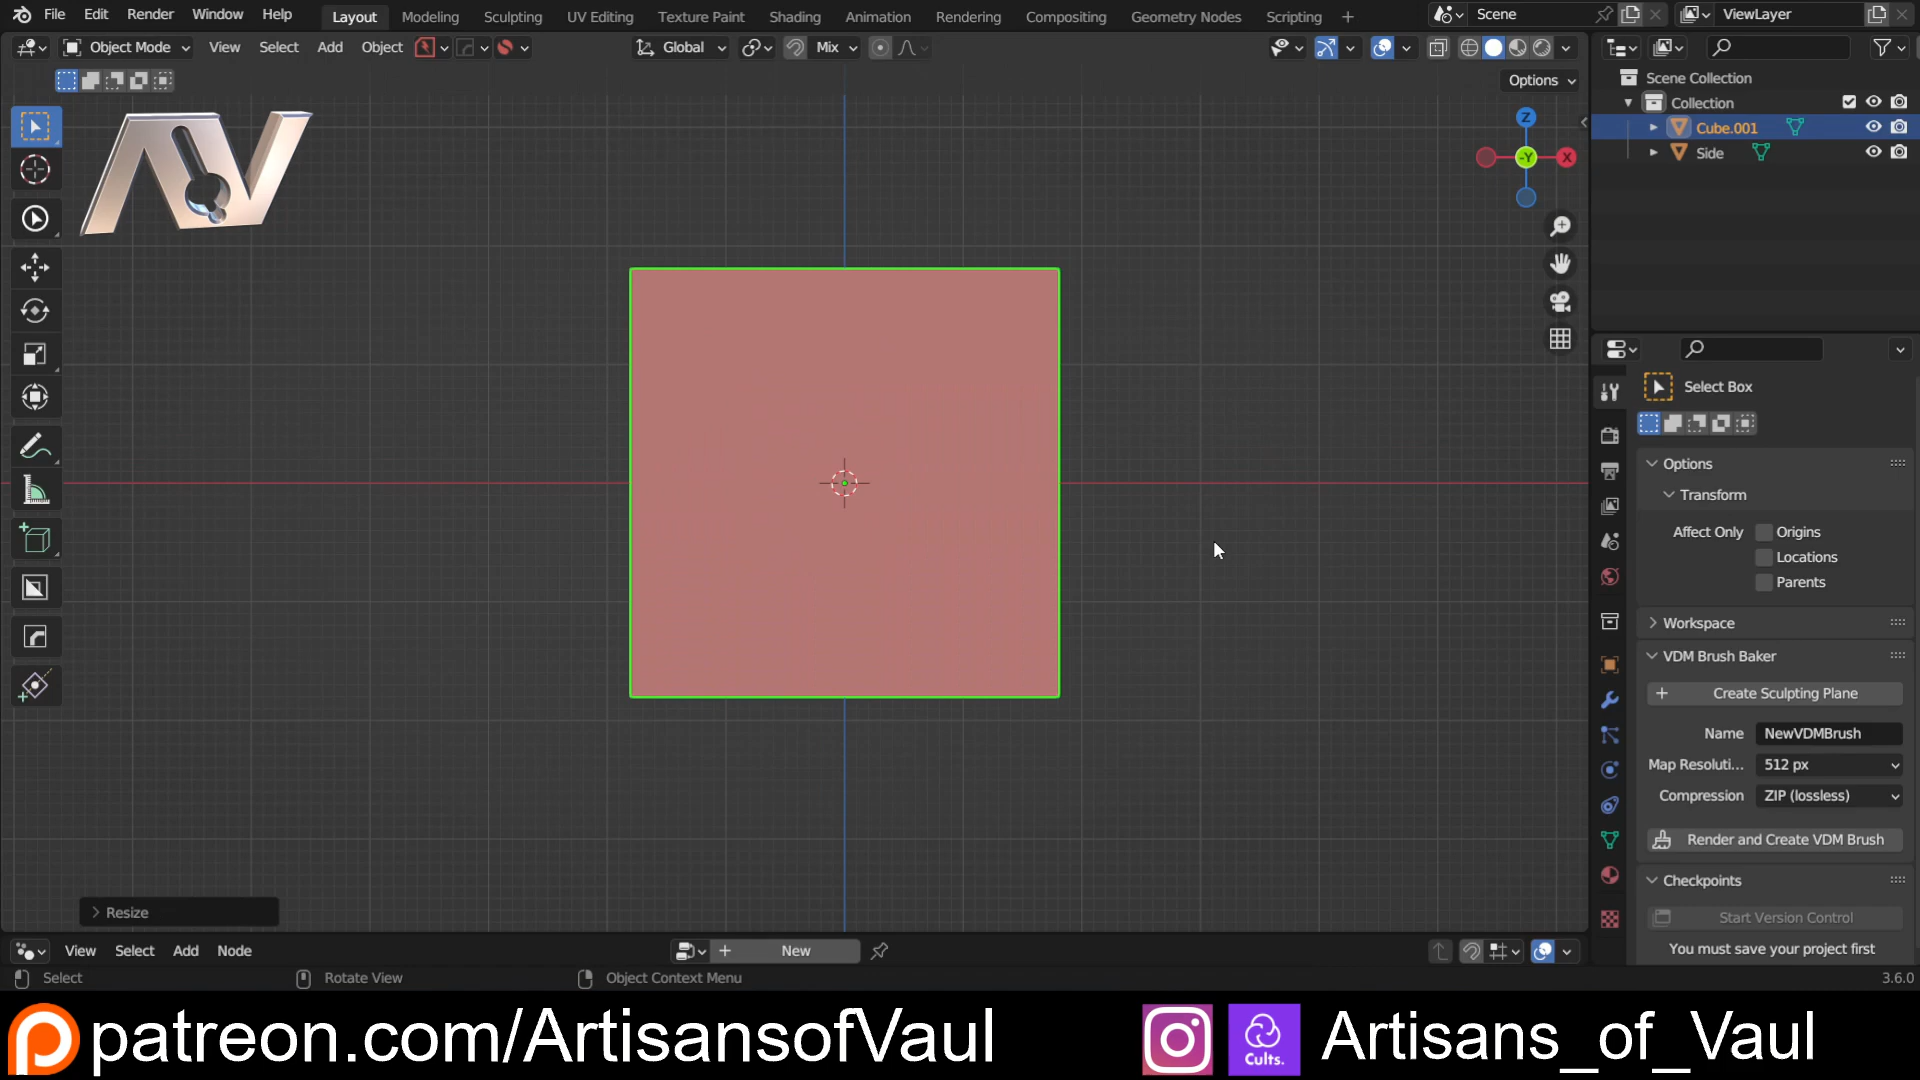 File Edit Render Window Help Layout Modeling Sculpting UV Editing Texture Paint Shading Animation Rendering Compositing Geometry Nodes Scripting + Scene ViewLayer
Object Mode View Select Add Object Global Mix
Options
Scene Collection
Collection
Cube.001
Side
Z
-Y X
Select Box
Options
Transform
Affect Only Origins
Locations
Parents
Workspace
VDM Brush Baker
+ Create Sculpting Plane
Name NewVDMBrush
Map Resoluti... 512 px
Compression ZIP (lossless)
Render and Create VDM Brush
Checkpoints
Start Version Control
You must save your project first
Resize
View Select Add Node + New
Select Rotate View Object Context Menu 3.6.0
patreon.com/ArtisansofVaul Cults. Artisans_of_Vaul